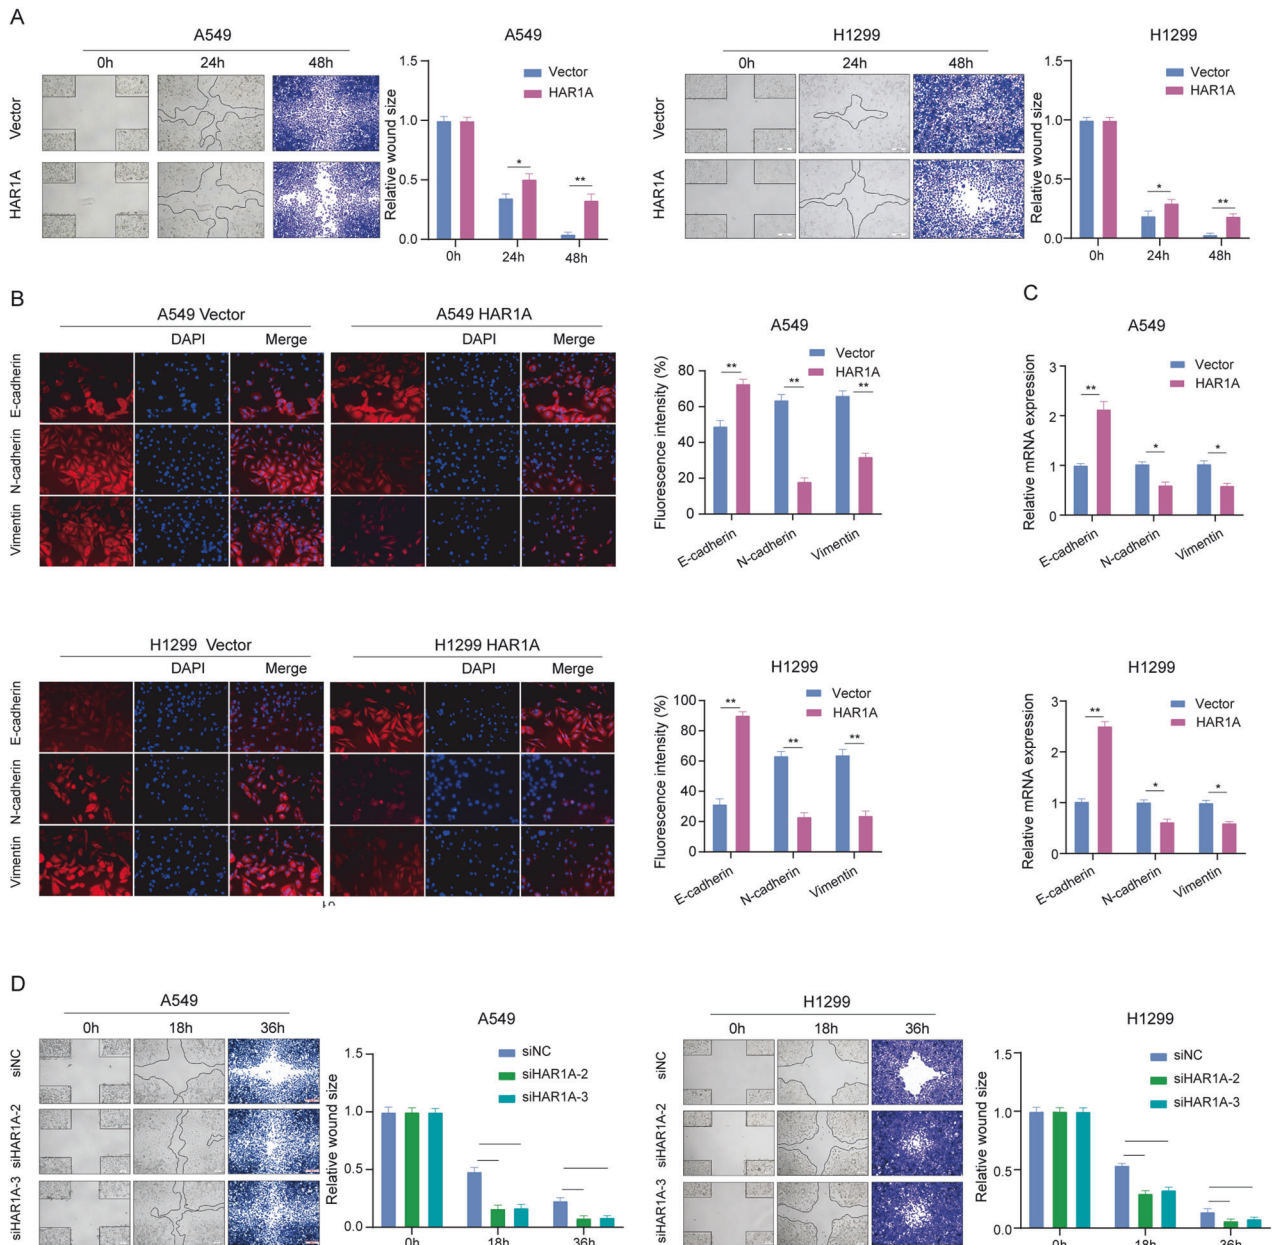 A
A549
0h 24h 48h
Vector
HAR1A
A549
Relative wound size
1.5
1.0
0.5
0.0
Vector
HAR1A
*
**
0h 24h 48h
H1299
0h 24h 48h
Vector
HAR1A
H1299
Relative wound size
1.5
1.0
0.5
0.0
Vector
HAR1A
*
**
0h 24h 48h
B
A549 Vector
DAPI Merge
A549 HAR1A
DAPI Merge
E-cadherin
N-cadherin
Vimentin
A549
Fluorescence intensity (%)
80
60
40
20
0
Vector
HAR1A
** ** **
E-cadherin N-cadherin Vimentin
C
A549
Relative mRNA expression
3
2
1
0
Vector
HAR1A
** * *
E-cadherin N-cadherin Vimentin
H1299 Vector
DAPI Merge
H1299 HAR1A
DAPI Merge
E-cadherin
N-cadherin
Vimentin
H1299
Fluorescence intensity (%)
100
80
60
40
20
0
Vector
HAR1A
** ** **
E-cadherin N-cadherin Vimentin
H1299
Relative mRNA expression
3
2
1
0
Vector
HAR1A
** * *
E-cadherin N-cadherin Vimentin
D
A549
0h 18h 36h
siNC
siHAR1A-2
siHAR1A-3
A549
Relative wound size
1.5
1.0
0.5
0.0
siNC
siHAR1A-2
siHAR1A-3
0h 18h 36h
H1299
0h 18h 36h
siNC
siHAR1A-2
siHAR1A-3
H1299
Relative wound size
1.5
1.0
0.5
0.0
siNC
siHAR1A-2
siHAR1A-3
0h 18h 36h